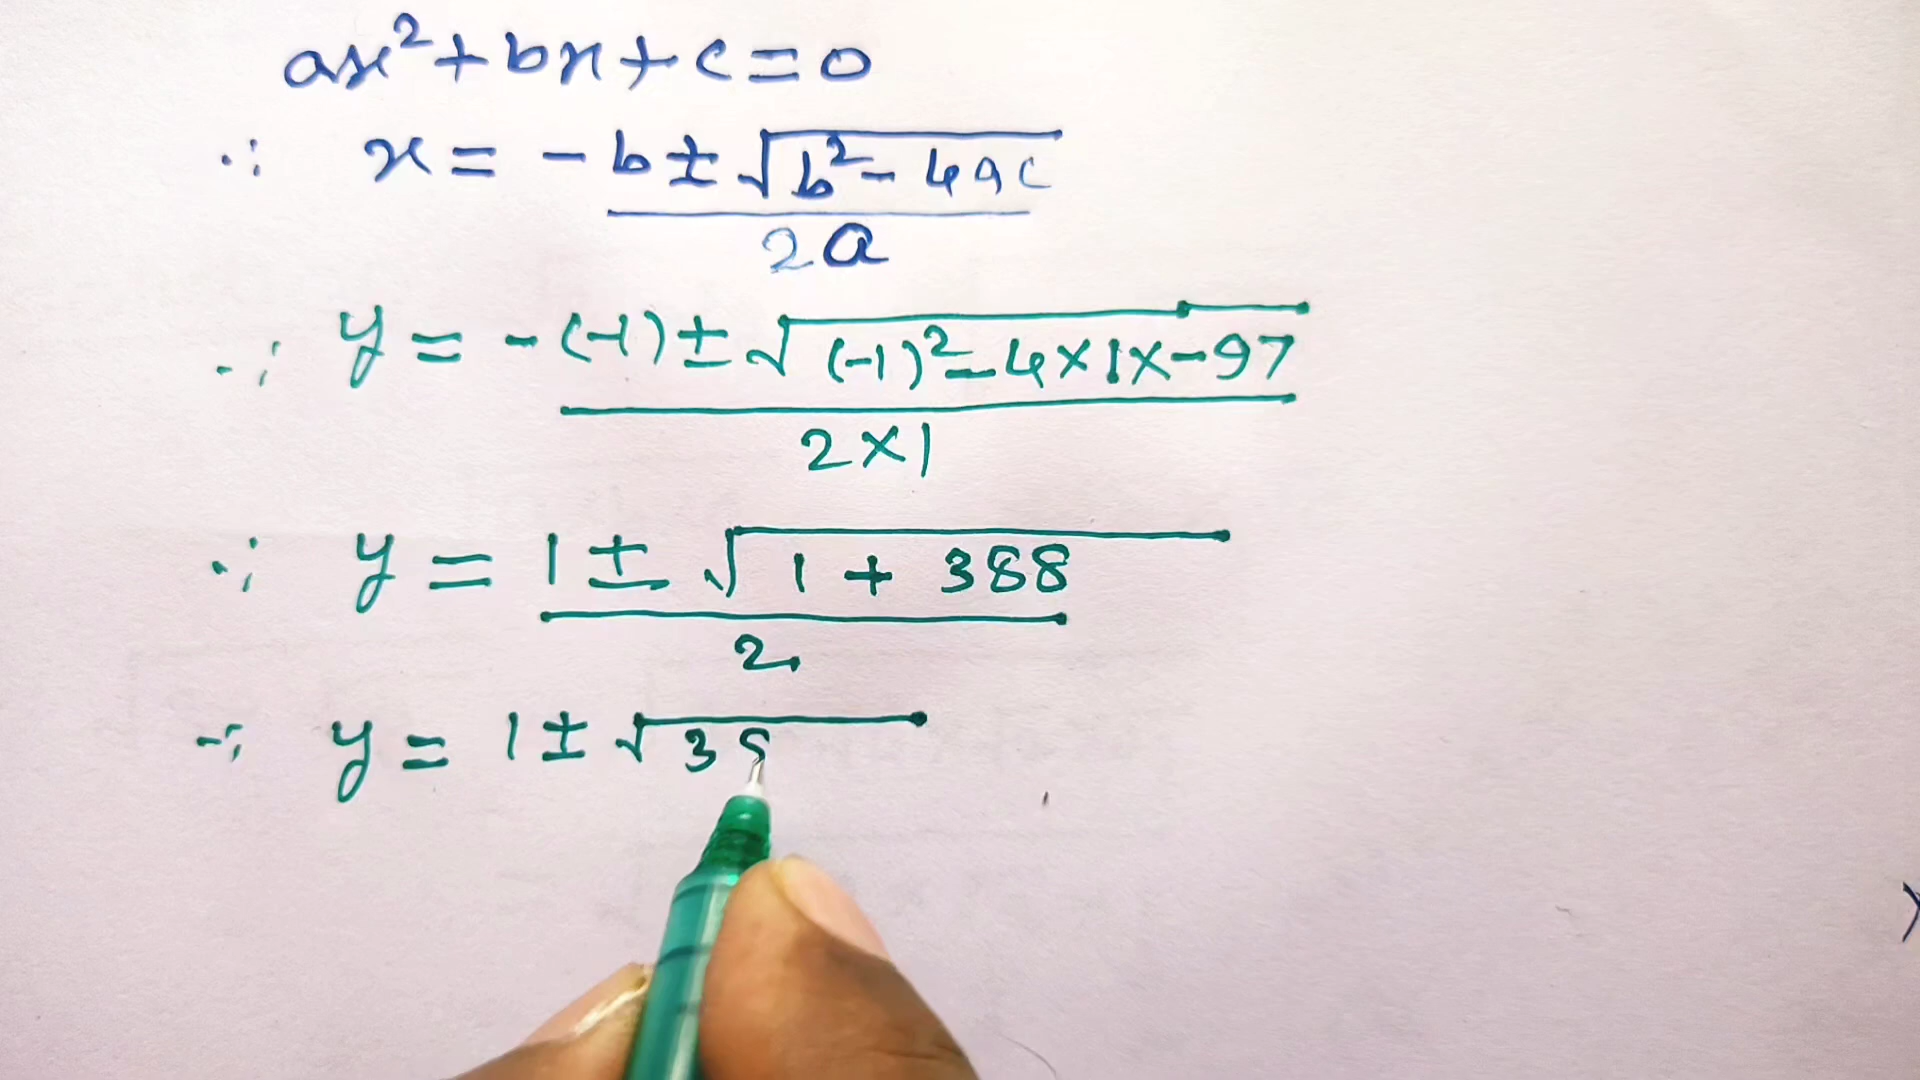 ax²+bx+c=0
∴ x = -b±√b²-4ac
2a
∴ y = -(-1)±√(-1)²-4×1×-97
2×1
∴ y = 1 ± √1 + 388
2
∴ y = 1 ± √38